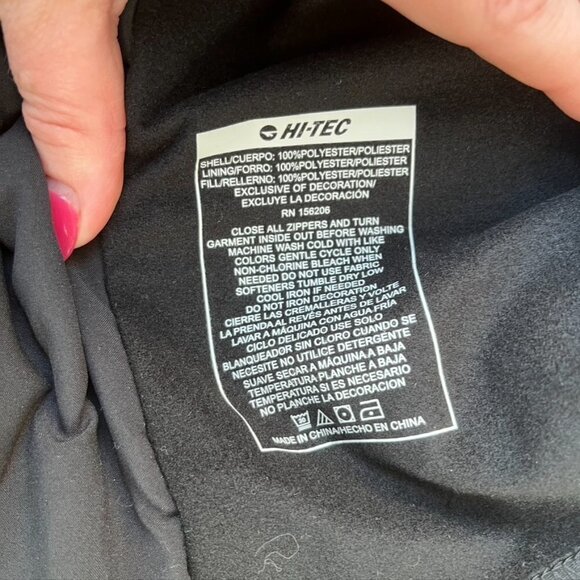 HI-TEC
SHELL/CUERPO: 100%POLYESTER/POLIESTER
LINING/FORRO: 100%POLYESTER/POLIESTER
FILL/RELLERNO: 100%POLYESTER/POLIESTER
EXCLUSIVE OF DECORATION/
EXCLUYE LA DECORACIÓN
RN 156206
CLOSE ALL ZIPPERS AND TURN
GARMENT INSIDE OUT BEFORE WASHING
MACHINE WASH COLD WITH LIKE
COLORS GENTLE CYCLE ONLY
NON-CHLORINE BLEACH WHEN
NEEDED DO NOT USE FABRIC
SOFTENERS TUMBLE DRY LOW
COOL IRON IF NEEDED
DO NOT IRON DECORATION
CIERRE LAS CREMALLERAS Y VOLTE
LA PRENDA AL REVÉS ANTES DE LAVAR
LAVAR A MÁQUINA CON AGUA FRÍA
CICLO DELICADO USE SOLO
BLANQUEADOR SIN CLORO CUANDO SE
NECESITE NO UTILICE DETERGENTE
SUAVE SECAR A MÁQUINA A BAJA
TEMPERATURA PLANCHE A BAJA
TEMPERATURA SI ES NECESARIO
NO PLANCHE LA DECORACION
30
MADE IN CHINA/HECHO EN CHINA